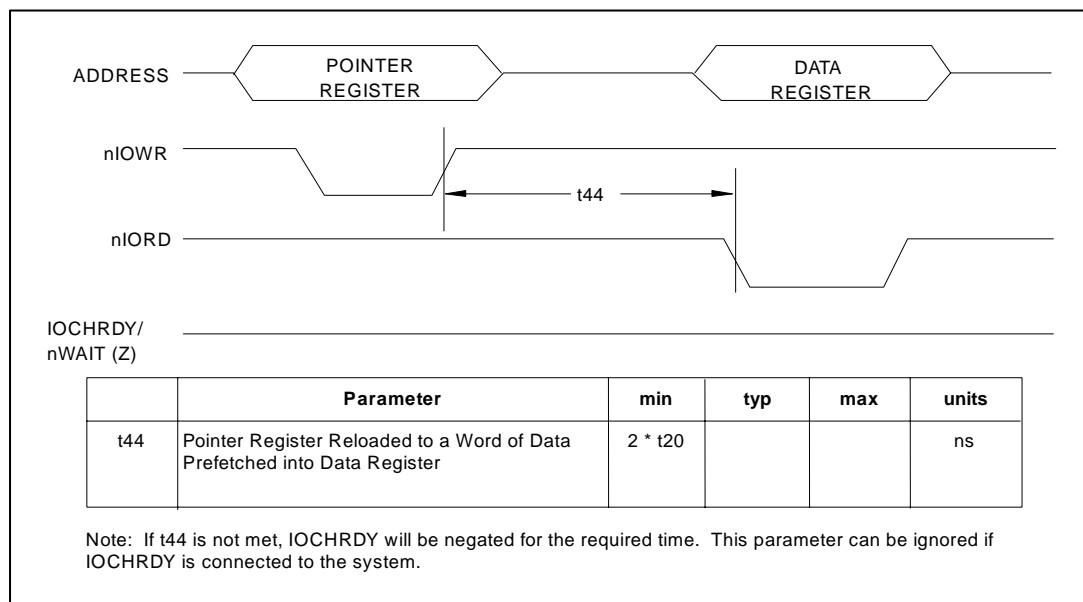 ADDRESS
POINTER
REGISTER
DATA
REGISTER
nIOWR
t44
nIORD
IOCHRDY/
nWAIT (Z)
Parameter min typ max units
t44 Pointer Register Reloaded to a Word of Data 2 * t20 ns
Prefetched into Data Register
Note: If t44 is not met, IOCHRDY will be negated for the required time. This parameter can be ignored if
IOCHRDY is connected to the system.